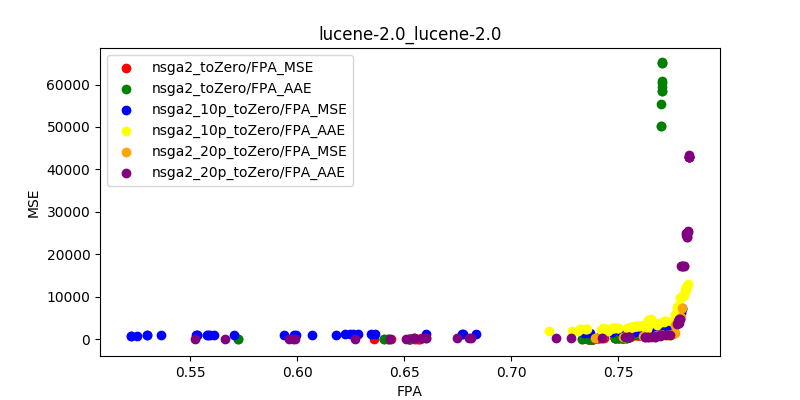 lucene-2.0_lucene-2.0
nsga2_toZero/FPA_MSE
nsga2_toZero/FPA_AAE
nsga2_10p_toZero/FPA_MSE
nsga2_10p_toZero/FPA_AAE
nsga2_20p_toZero/FPA_MSE
nsga2_20p_toZero/FPA_AAE
MSE
60000
50000
40000
30000
20000
10000
0
0.55 0.60 0.65 0.70 0.75
FPA